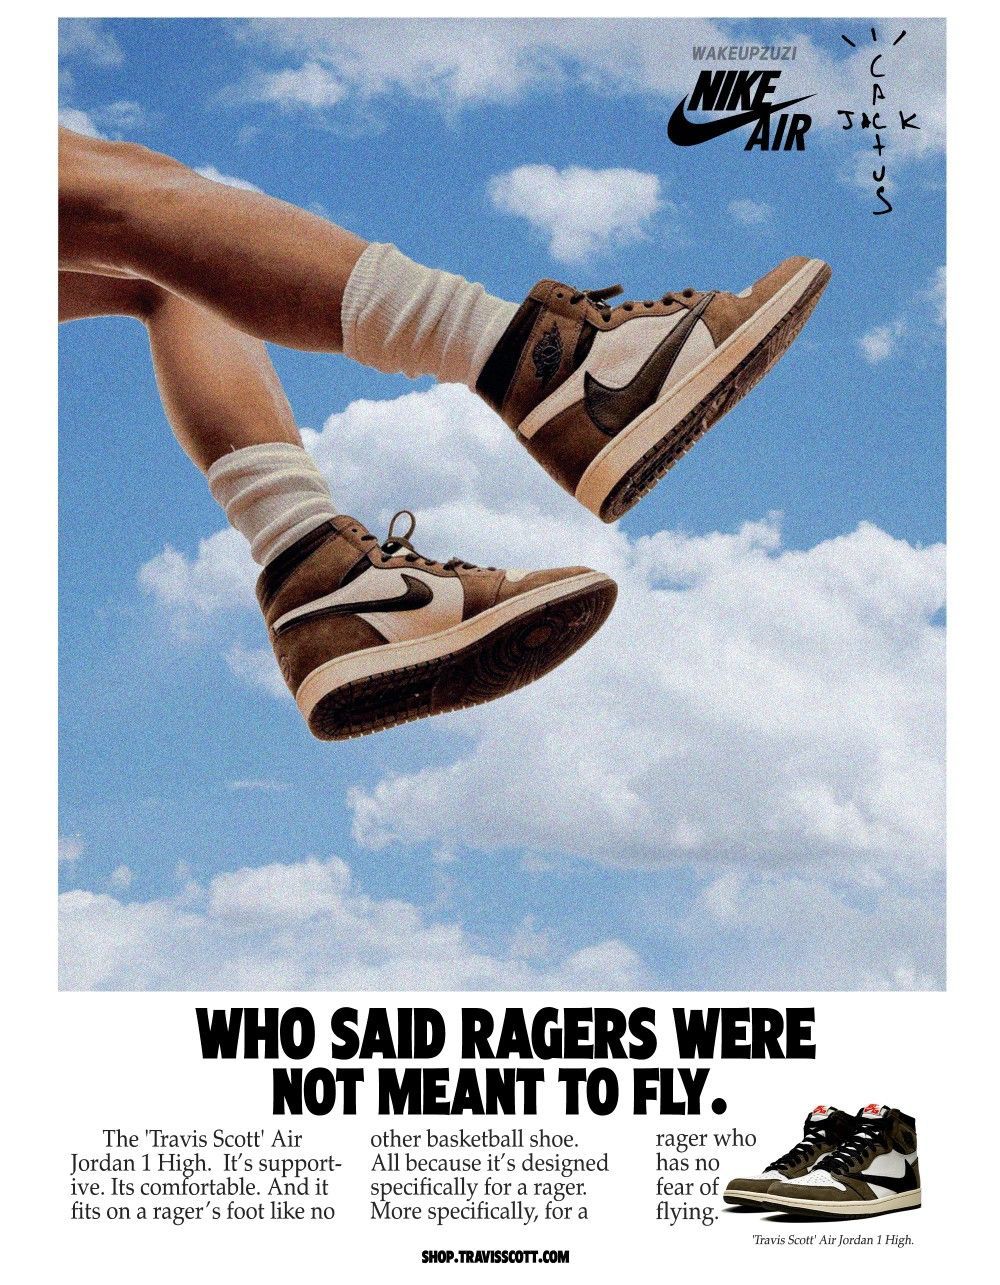 WAKEUPZUZI
NIKE
AIR
CACTUS
JACK
WHO SAID RAGERS WERE
NOT MEANT TO FLY.
The 'Travis Scott' Air
Jordan 1 High.  It’s support-
ive. Its comfortable. And it
fits on a rager’s foot like no
other basketball shoe.
All because it’s designed
specifically for a rager.
More specifically, for a
rager who
has no
fear of
flying.
'Travis Scott' Air Jordan 1 High.
SHOP.TRAVISSCOTT.COM